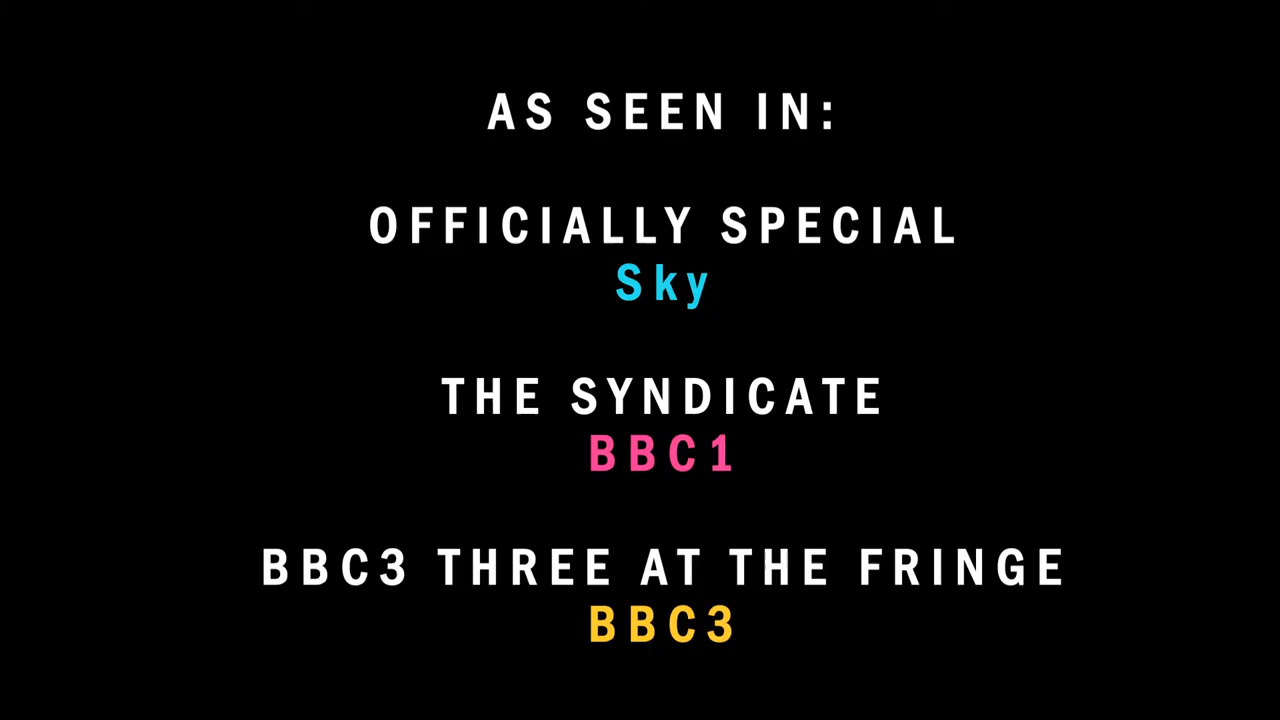 AS SEEN IN:
OFFICIALLY SPECIAL
Sky
THE SYNDICATE
BBC1
BBC3 THREE AT THE FRINGE
BBC3